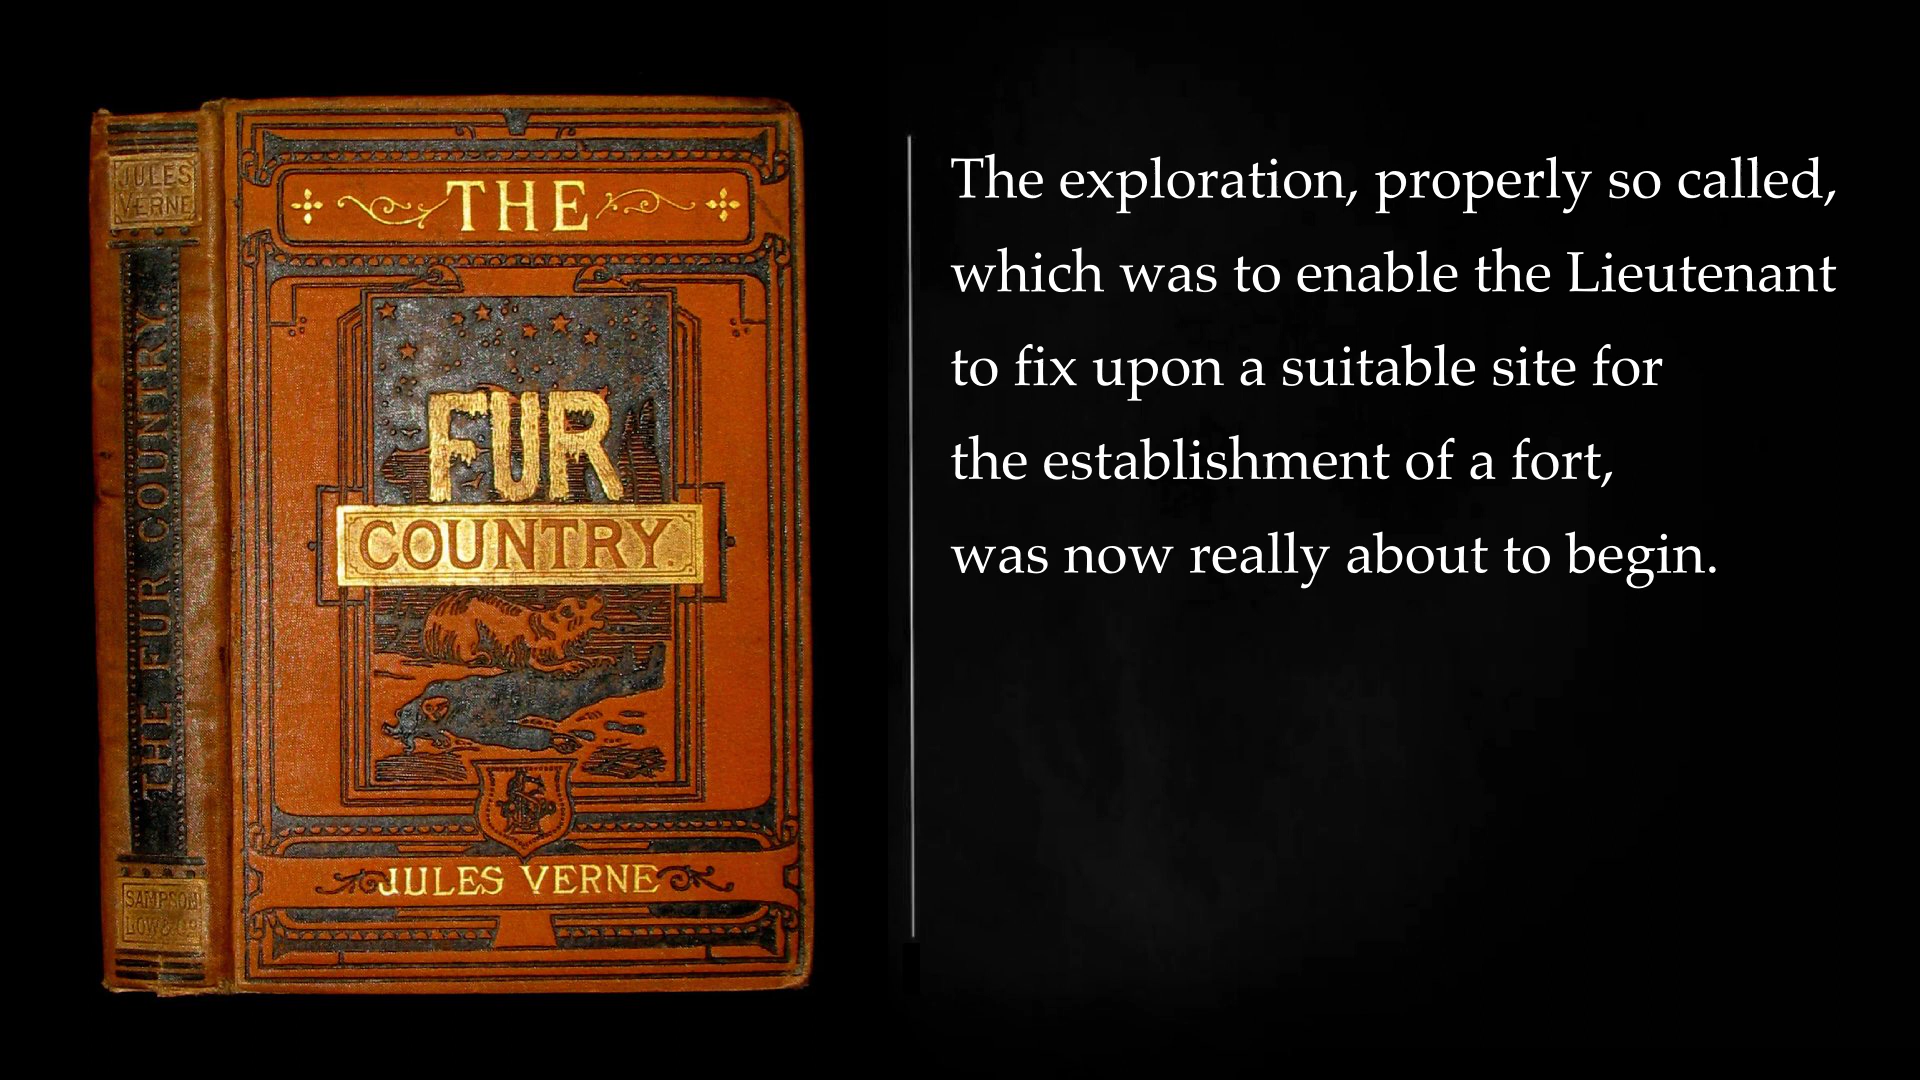 JULES
VERNE
THE FUR COUNTRY.
SAMPSON
LOW & Co
THE
FUR
COUNTRY.
JULES VERNE
The exploration, properly so called,
which was to enable the Lieutenant
to fix upon a suitable site for
the establishment of a fort,
was now really about to begin.